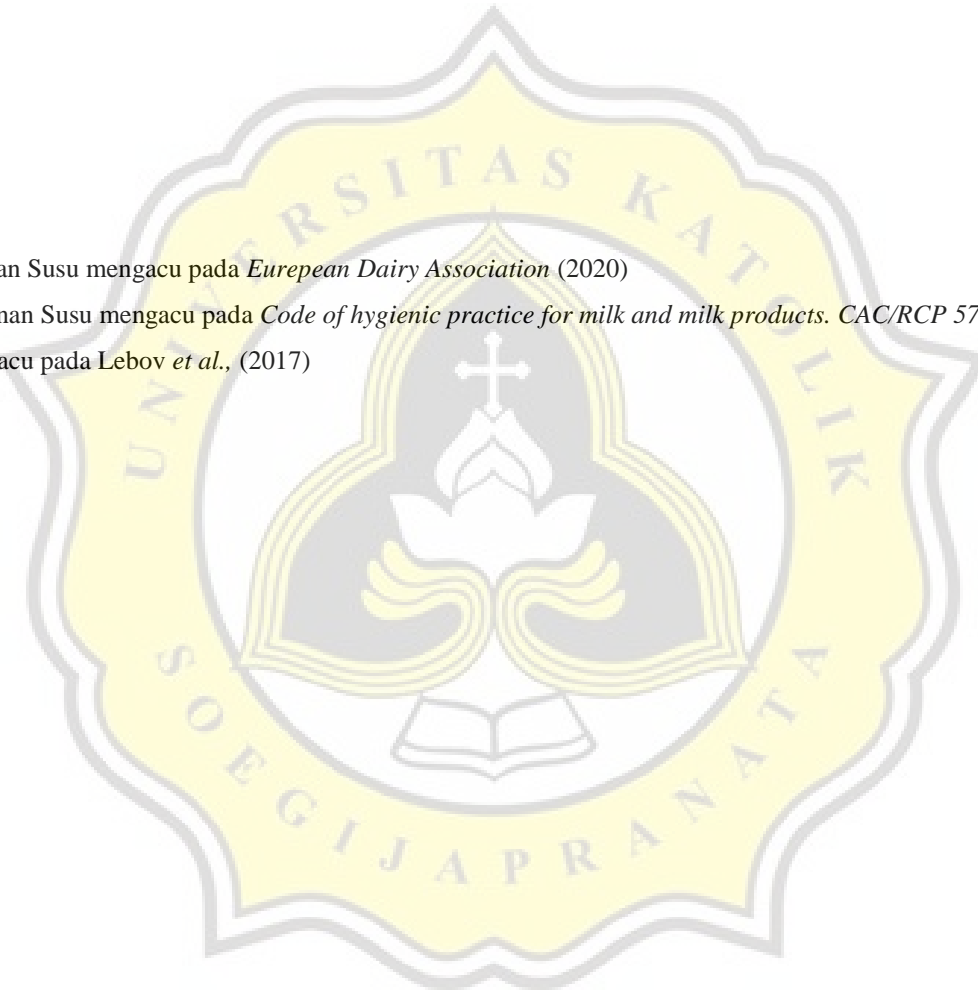 UNIVERSITAS KATOLIK
an Susu mengacu pada Eurepean Dairy Association (2020)
nan Susu mengacu pada Code of hygienic practice for milk and milk products. CAC/RCP 57
acu pada Lebov et al., (2017)
SOEGIJAPRANATA